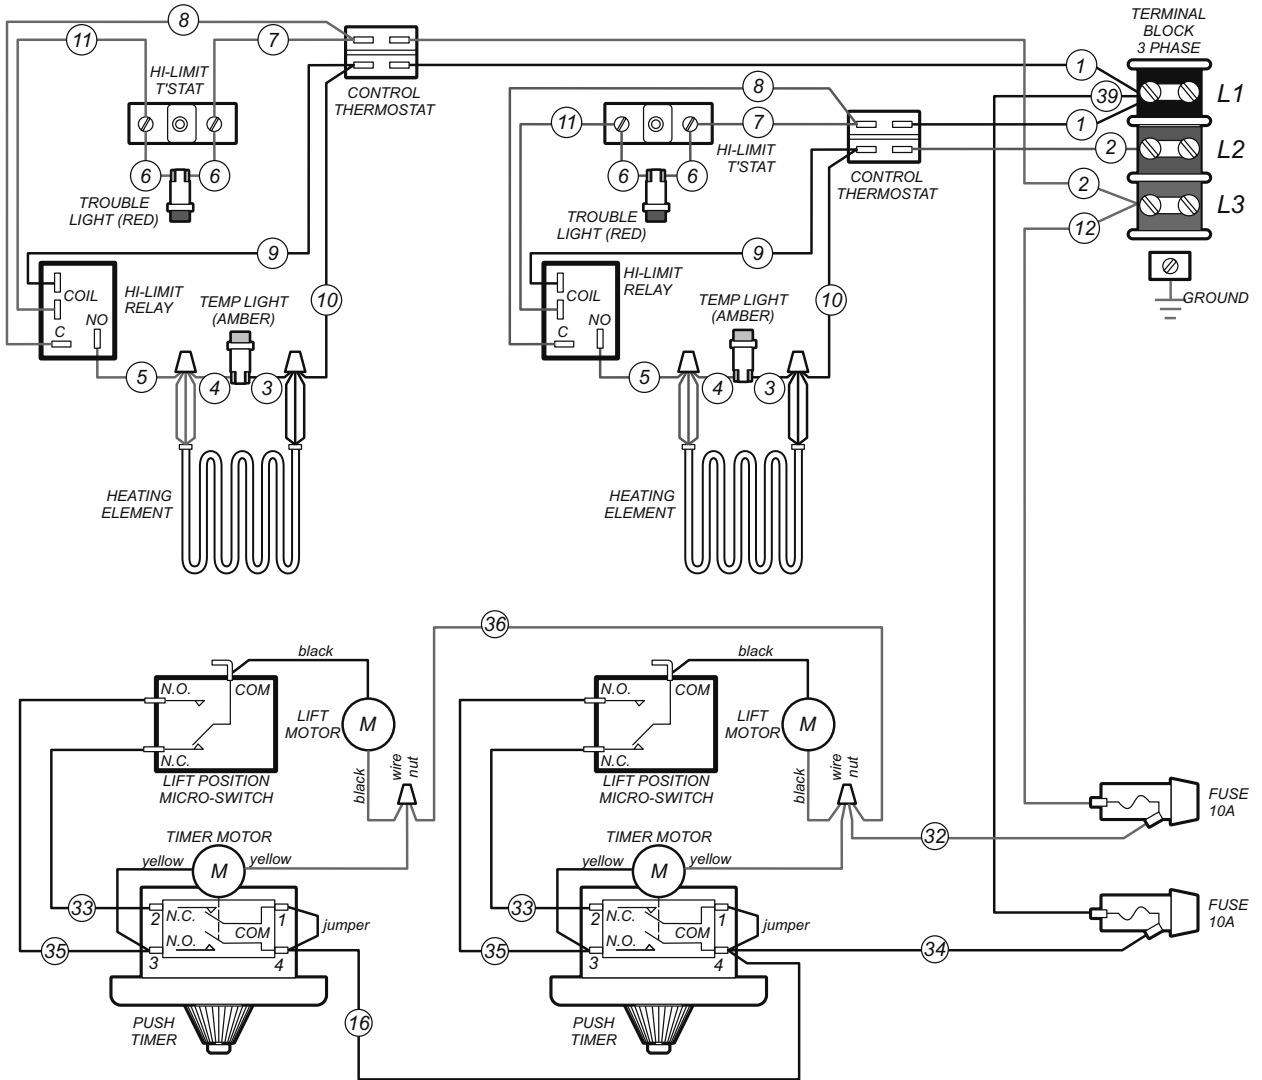 TERMINAL
BLOCK
3 PHASE
8
11
7
HI-LIMIT
T'STAT
CONTROL
THERMOSTAT
1
39
1
L1
8
11
7
HI-LIMIT
T'STAT
2
L2
CONTROL
THERMOSTAT
6
6
TROUBLE
LIGHT (RED)
6
6
TROUBLE
LIGHT (RED)
2
L3
12
9
9
GROUND
COIL
C
NO
HI-LIMIT
RELAY
TEMP LIGHT
(AMBER)
10
COIL
C
NO
HI-LIMIT
RELAY
TEMP LIGHT
(AMBER)
10
5
4
3
5
4
3
HEATING
ELEMENT
HEATING
ELEMENT
36
black
black
N.O.
COM
N.C.
LIFT
MOTOR
M
N.O.
COM
N.C.
LIFT
MOTOR
M
LIFT POSITION
MICRO-SWITCH
black
wire
nut
LIFT POSITION
MICRO-SWITCH
black
wire
nut
FUSE
10A
32
TIMER MOTOR
yellow
M
yellow
TIMER MOTOR
yellow
M
yellow
33
2
N.C.
1
COM
N.O.
jumper
35
3
4
33
2
N.C.
1
COM
N.O.
jumper
35
3
4
34
FUSE
10A
PUSH
TIMER
16
PUSH
TIMER